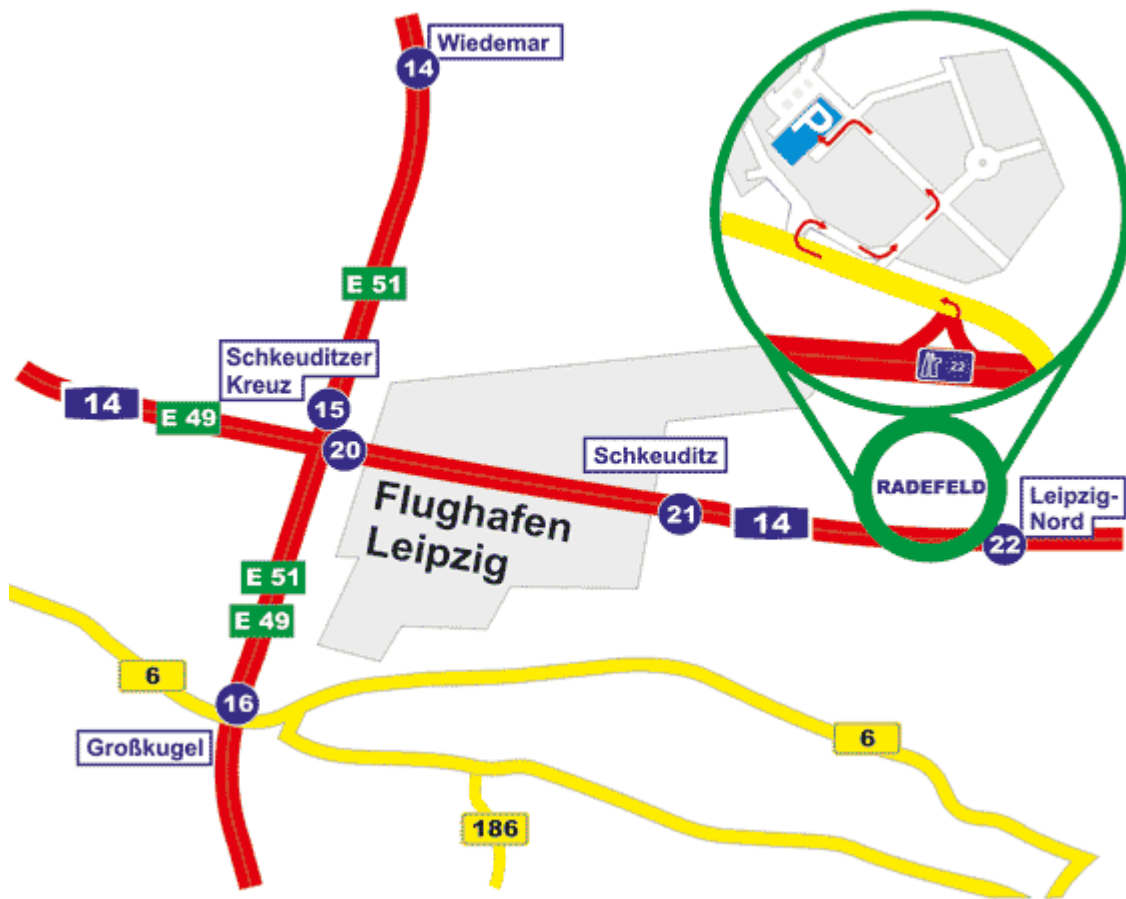 Wiedemar
14
P
E 51
22
Schkeuditzer
Kreuz
15
14
E 49
20
Schkeuditz
Flughafen
Leipzig
21
14
RADEFELD
Leipzig-
Nord
22
E 51
E 49
6
16
Großkugel
6
186